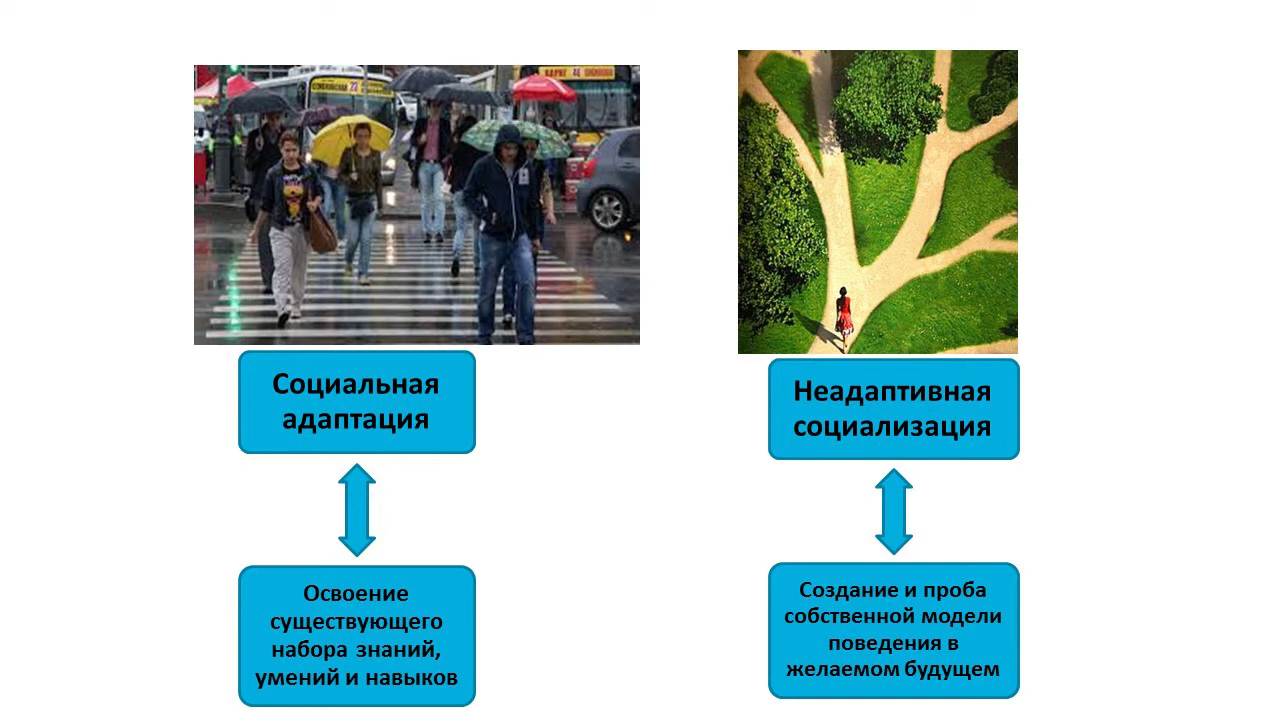 Социальная
адаптация
Неадаптивная
социализация
Освоение
существующего
набора знаний,
умений и навыков
Создание и проба
собственной модели
поведения в
желаемом будущем